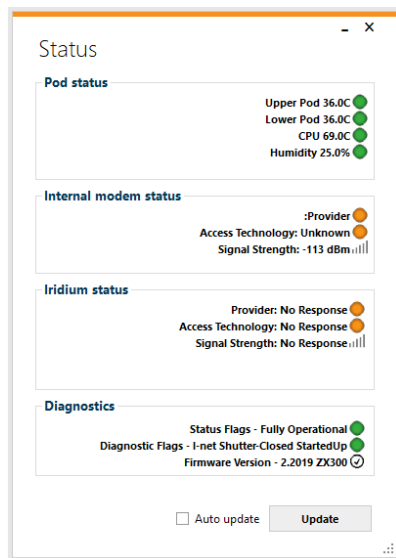 Status
Pod status
Upper Pod 36.0C
Lower Pod 36.0C
CPU 69.0C
Humidity 25.0%
Internal modem status
:Provider
Access Technology: Unknown
Signal Strength: -113 dBm
Iridium status
Provider: No Response
Access Technology: No Response
Signal Strength: No Response
Diagnostics
Status Flags - Fully Operational
Diagnostic Flags - I-net Shutter-Closed StartedUp
Firmware Version - 2.2019 ZX300
Auto update
Update